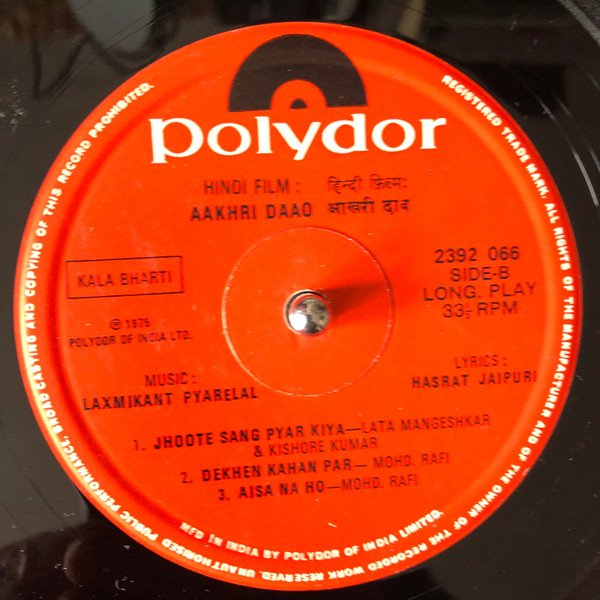 Polydor
HINDI FILM : हिन्दी फ़िल्म:
AAKHRI DAAO आखरी दाव
KALA BHARTI
2392 066
SIDE-B
LONG. PLAY
33⅓ RPM
℗ 1975
POLYDOR OF INDIA LTD.
MUSIC :
LAXMIKANT PYARELAL
LYRICS :
HASRAT JAIPURI
1. JHOOTE SANG PYAR KIYA—LATA MANGESHKAR
& KISHORE KUMAR
2. DEKHEN KAHAN PAR— MOHD. RAFI
3. AISA NA HO—MOHD. RAFI
MFD IN INDIA BY POLYDOR OF INDIA LIMITED.
REGISTERED TRADE MARK. ALL RIGHTS OF THE MANUFACTURER AND OF THE OWNER OF THE RECORDED WORK RESERVED. UNAUTHORISED PUBLIC PERFORMANCE, BROADCASTING AND COPYING OF THIS RECORD PROHIBITED.